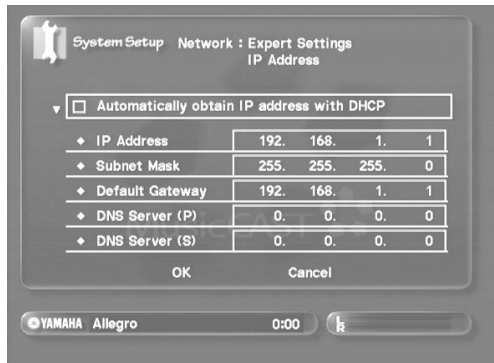 System Setup Network : Expert Settings
IP Address
Automatically obtain IP address with DHCP
IP Address 192. 168. 1. 1
Subnet Mask 255. 255. 255. 0
Default Gateway 192. 168. 1. 1
DNS Server (P) 0. 0. 0. 0
DNS Server (S) 0. 0. 0. 0
MusicCAST
OK Cancel
YAMAHA Allegro 0:00 L
R